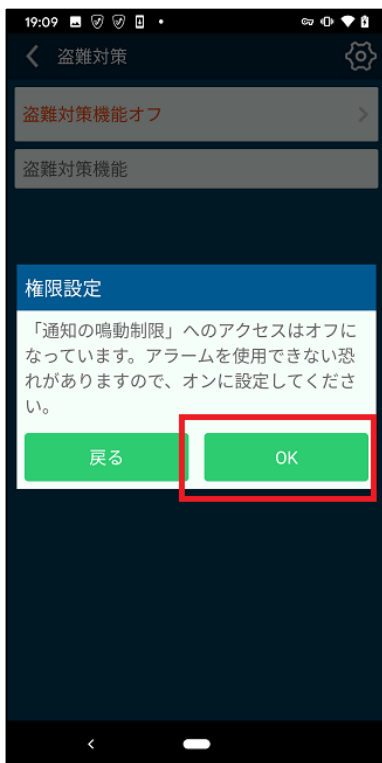 19:09
盗難対策
盗難対策機能オフ
盗難対策機能
権限設定
「通知の鳴動制限」へのアクセスはオフに
なっています。アラームを使用できない恐
れがありますので、オンに設定してくださ
い。
戻る
OK